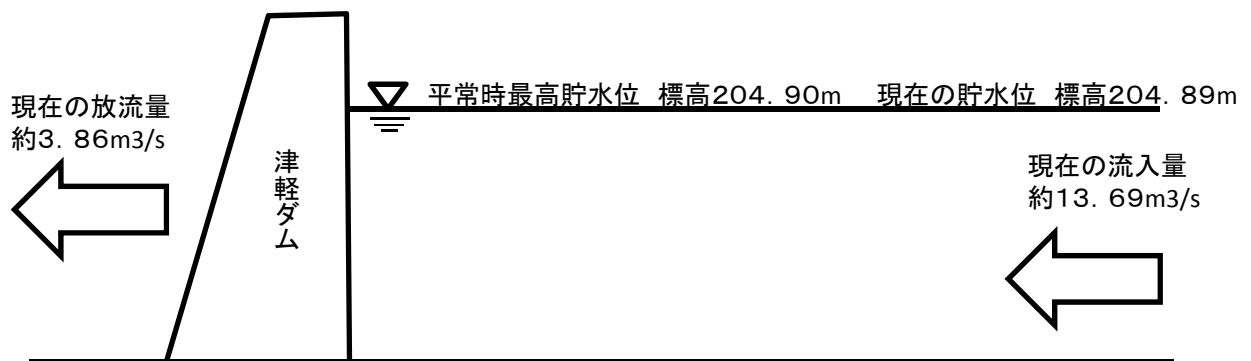 平常時最高貯水位 標高204.90m 現在の貯水位 標高204.89m
現在の放流量
約3.86m3/s
津軽ダム
現在の流入量
約13.69m3/s